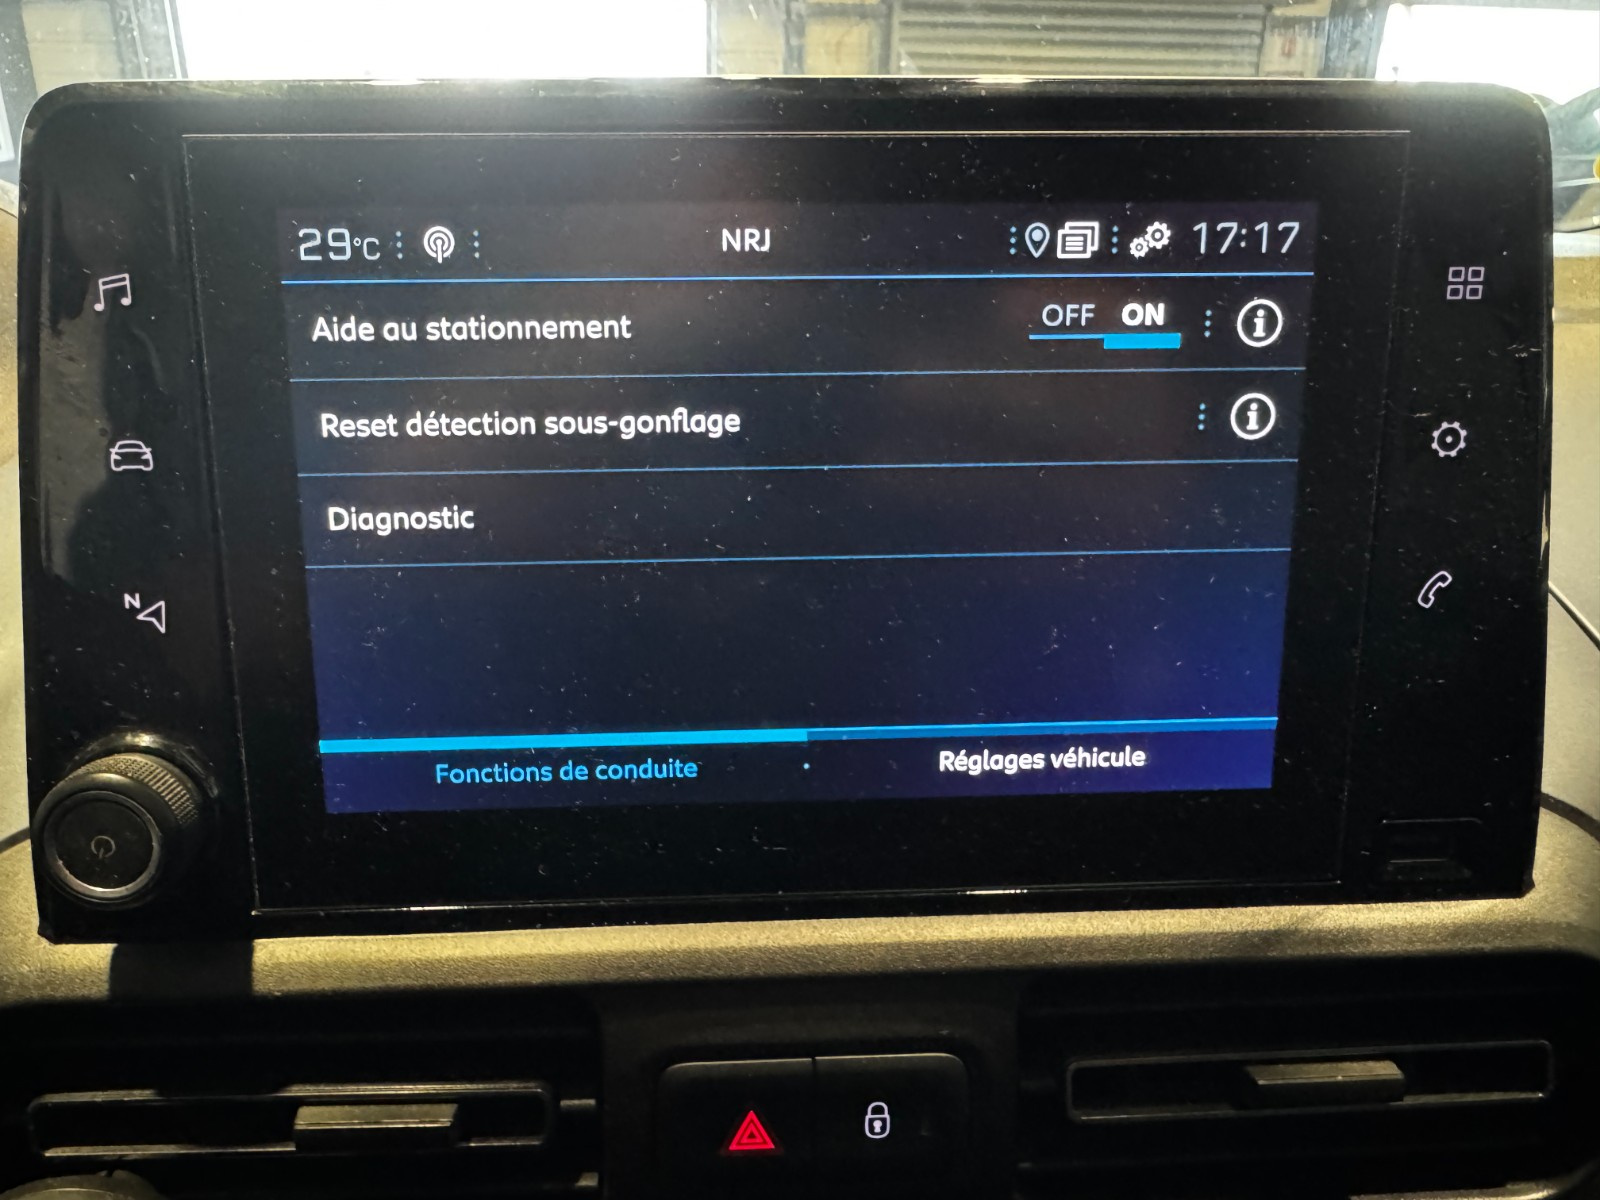 29°C NRJ 17:17
Aide au stationnement OFF ON
Reset détection sous-gonflage
Diagnostic
Fonctions de conduite Réglages véhicule
N